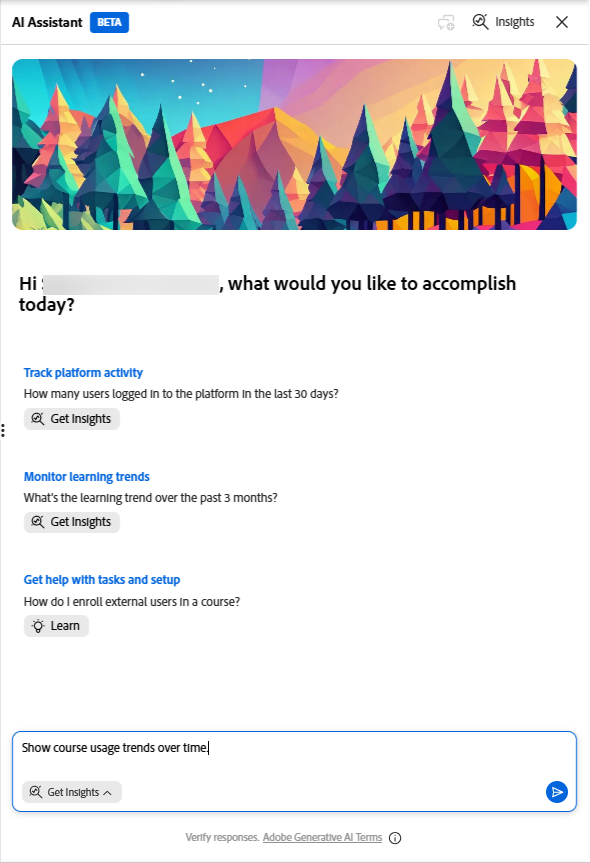 AI Assistant BETA Insights
Hi , what would you like to accomplish
today?
Track platform activity
How many users logged in to the platform in the last 30 days?
Get Insights
Monitor learning trends
What's the learning trend over the past 3 months?
Get Insights
Get help with tasks and setup
How do I enroll external users in a course?
Learn
Show course usage trends over time.
Get Insights
Verify responses. Adobe Generative AI Terms